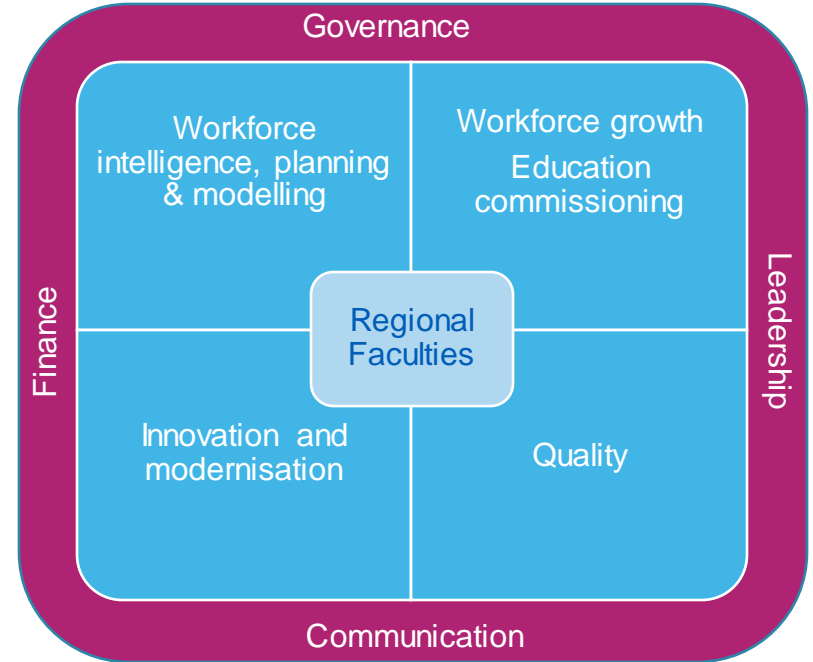 Governance
Workforce
intelligence, planning
& modelling
Workforce growth
Education
commissioning
Finance
Regional
Faculties
Leadership
Innovation and
modernisation
Quality
Communication